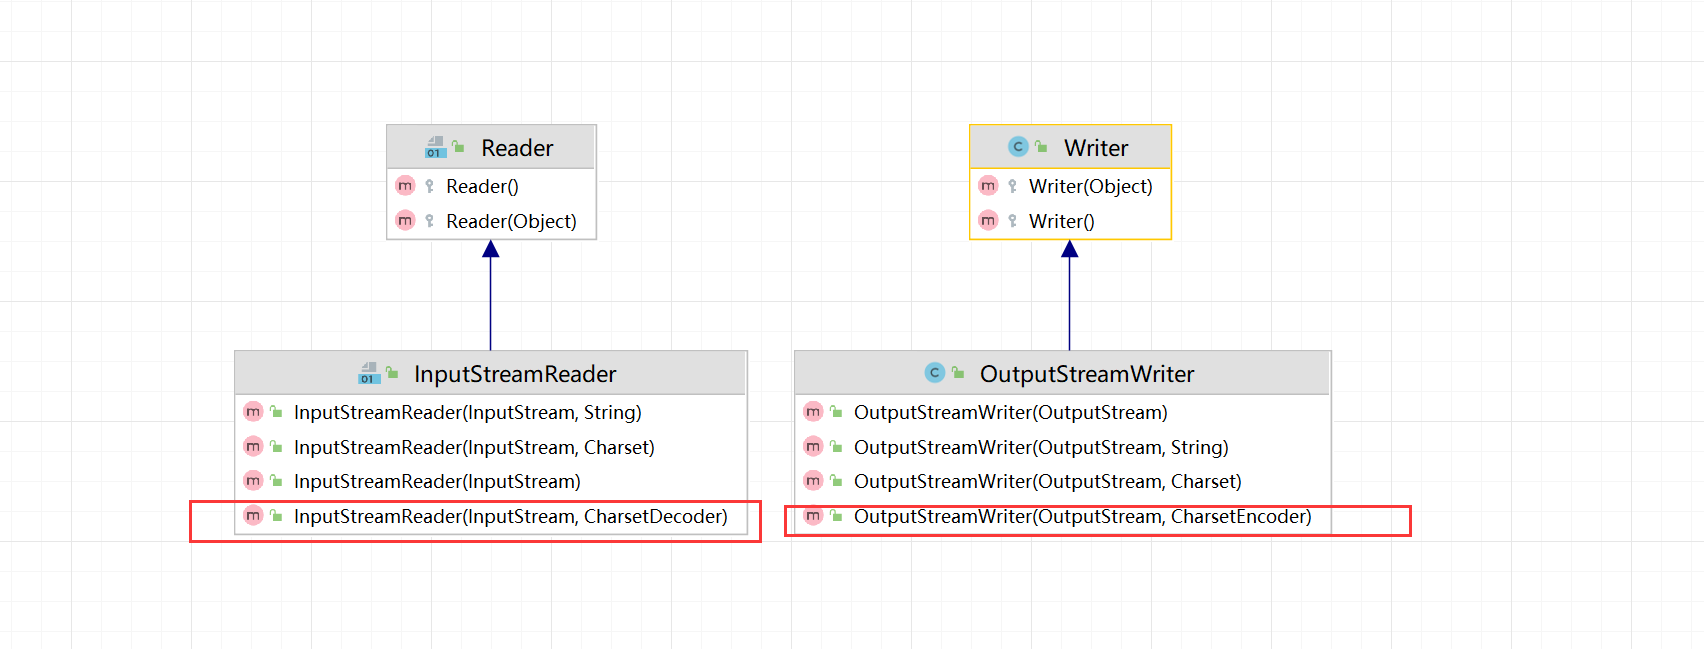 Reader
Reader()
Reader(Object)
Writer
Writer(Object)
Writer()
InputStreamReader
InputStreamReader(InputStream, String)
InputStreamReader(InputStream, Charset)
InputStreamReader(InputStream)
InputStreamReader(InputStream, CharsetDecoder)
OutputStreamWriter
OutputStreamWriter(OutputStream)
OutputStreamWriter(OutputStream, String)
OutputStreamWriter(OutputStream, Charset)
OutputStreamWriter(OutputStream, CharsetEncoder)